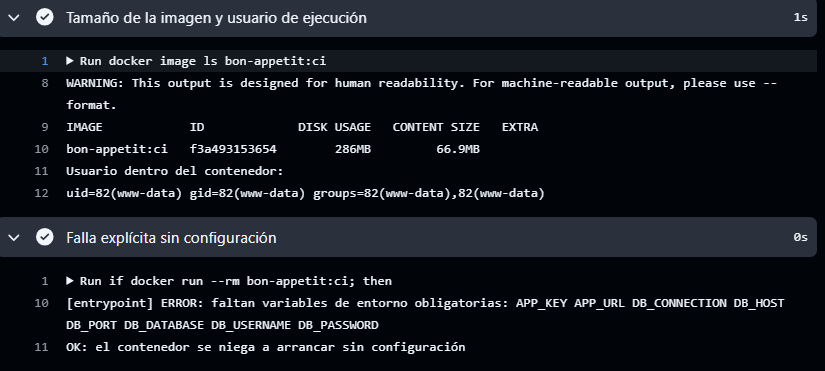 Tamaño de la imagen y usuario de ejecución 1s
1 Run docker image ls bon-appetit:ci
8 WARNING: This output is designed for human readability. For machine-readable output, please use --
format.
9 IMAGE ID DISK USAGE CONTENT SIZE EXTRA
10 bon-appetit:ci f3a493153654 286MB 66.9MB
11 Usuario dentro del contenedor:
12 uid=82(www-data) gid=82(www-data) groups=82(www-data),82(www-data)
Falla explícita sin configuración 0s
1 Run if docker run --rm bon-appetit:ci; then
10 [entrypoint] ERROR: faltan variables de entorno obligatorias: APP_KEY APP_URL DB_CONNECTION DB_HOST
DB_PORT DB_DATABASE DB_USERNAME DB_PASSWORD
11 OK: el contenedor se niega a arrancar sin configuración